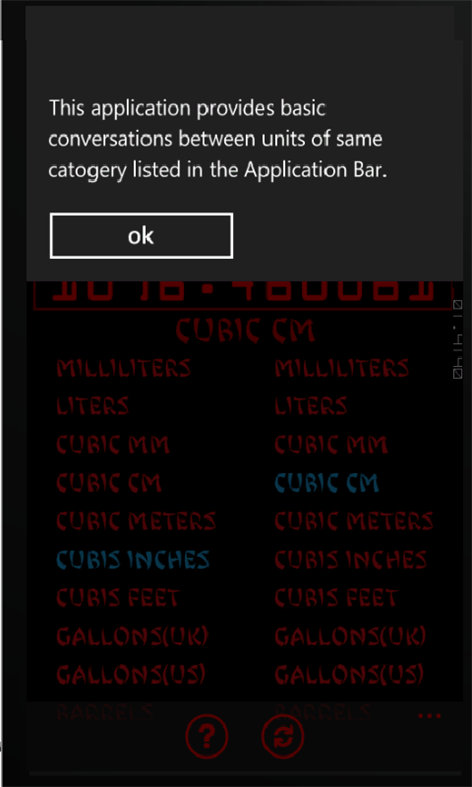 This application provides basic
conversations between units of same
catogery listed in the Application Bar.
ok
CUBIC CM
MILLILITERS MILLILITERS
LITERS LITERS
CUBIC MM CUBIC MM
CUBIC CM CUBIC CM
CUBIC METERS CUBIC METERS
CUBIS INCHES CUBIS INCHES
CUBIS FEET CUBIS FEET
GALLONS(UK) GALLONS(UK)
GALLONS(US) GALLONS(US)
BARRELS BARRELS
?
...